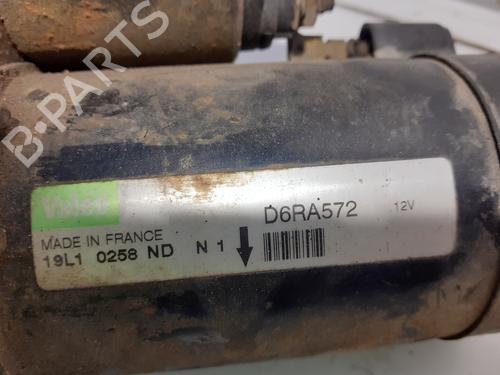 B-PARTS
Valeo
D6RA572 12V
MADE IN FRANCE
19L1 0258 ND N 1